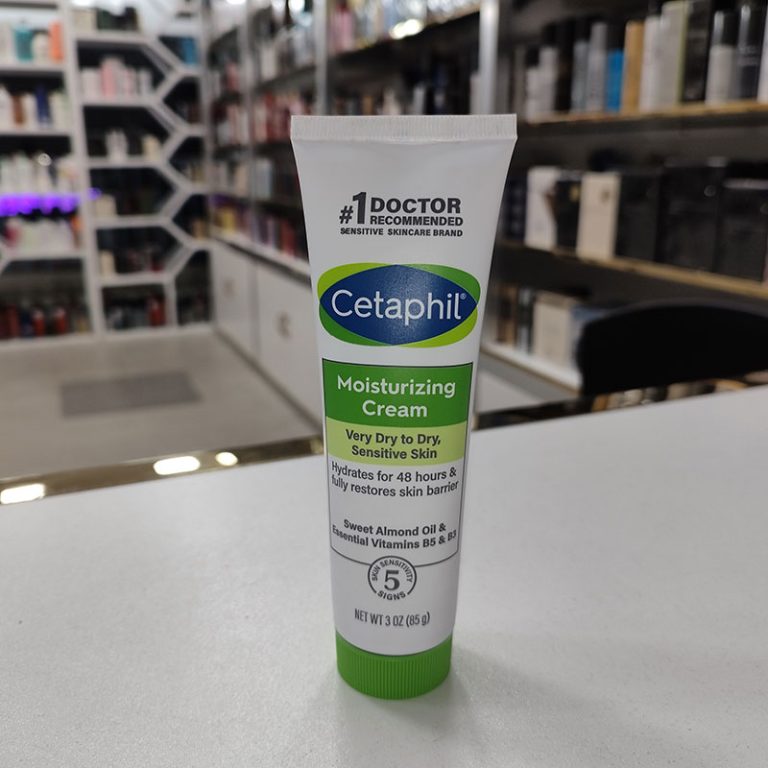 #1 DOCTOR
RECOMMENDED
SENSITIVE SKINCARE BRAND
Cetaphil®
Moisturizing
Cream
Very Dry to Dry,
Sensitive Skin
Hydrates for 48 hours &
fully restores skin barrier
Sweet Almond Oil &
Essential Vitamins B5 & B3
SKIN SENSITIVITY
5
SIGNS
NET WT 3 OZ (85 g)